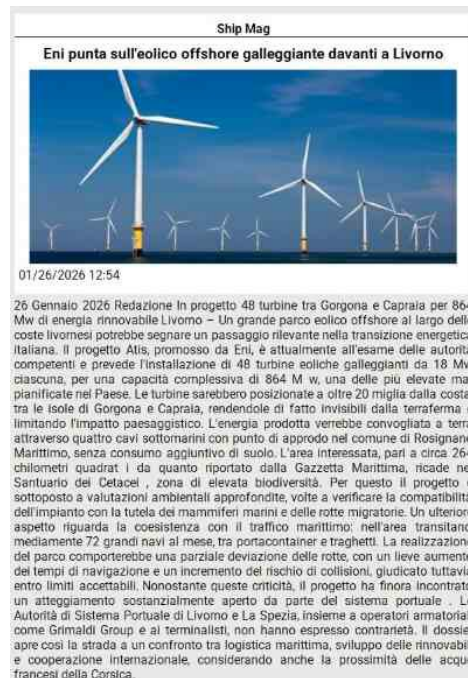 Ship Mag
Eni punta sull'eolico offshore galleggiante davanti a Livorno
01/26/2026 12:54
26 Gennaio 2026 Redazione In progetto 48 turbine tra Gorgona e Capraia per 864
Mw di energia rinnovabile Livorno – Un grande parco eolico offshore al largo delle
coste livornesi potrebbe segnare un passaggio rilevante nella transizione energetica
italiana. Il progetto Atis, promosso da Eni, è attualmente all'esame delle autorità
competenti e prevede l'installazione di 48 turbine eoliche galleggianti da 18 Mw
ciascuna, per una capacità complessiva di 864 M w, una delle più elevate mai
pianificate nel Paese. Le turbine sarebbero posizionate a oltre 20 miglia dalla costa,
tra le isole di Gorgona e Capraia, rendendole di fatto invisibili dalla terraferma e
limitando l'impatto paesaggistico. L'energia prodotta verrebbe convogliata a terra
attraverso quattro cavi sottomarini con punto di approdo nel comune di Rosignano
Marittimo, senza consumo aggiuntivo di suolo. L'area interessata, pari a circa 264
chilometri quadrat i da quanto riportato dalla Gazzetta Marittima, ricade nel
Santuario dei Cetacei , zona di elevata biodiversità. Per questo il progetto è
sottoposto a valutazioni ambientali approfondite, volte a verificare la compatibilità
dell'impianto con la tutela dei mammiferi marini e delle rotte migratorie. Un ulteriore
aspetto riguarda la coesistenza con il traffico marittimo: nell'area transitano
mediamente 72 grandi navi al mese, tra portacontainer e traghetti. La realizzazione
del parco comporterebbe una parziale deviazione delle rotte, con un lieve aumento
dei tempi di navigazione e un incremento del rischio di collisioni, giudicato tuttavia
entro limiti accettabili. Nonostante queste criticità, il progetto ha finora incontrato
un atteggiamento sostanzialmente aperto da parte del sistema portuale . Le
Autorità di Sistema Portuale di Livorno e La Spezia, insieme a operatori armatoriali
come Grimaldi Group e ai terminalisti, non hanno espresso contrarietà. Il dossier
apre così la strada a un confronto tra logistica marittima, sviluppo delle rinnovabili
e cooperazione internazionale, considerando anche la prossimità delle acque
francesi della Corsica.